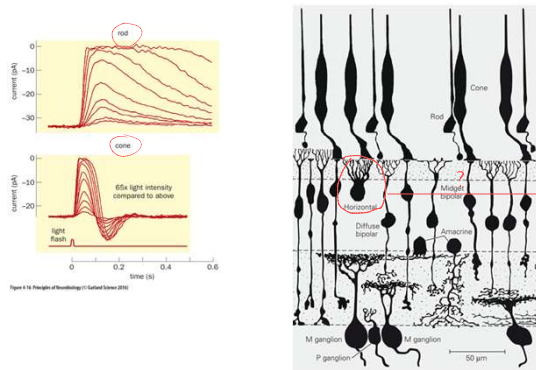 rod
0
−10
−20
−30
current (pA)
cone
0
−10
−20
current (pA)
65x light intensity
compared to above
light
flash
0
0.2
0.4
0.6
time (s)
Figure 4-16 Principles of Neurobiology (© Garland Science 2016)
Cone
Rod
?
Midget
bipolar
Horizontal
Diffuse
bipolar
Amacrine
M ganglion
M ganglion
P ganglion
50 µm